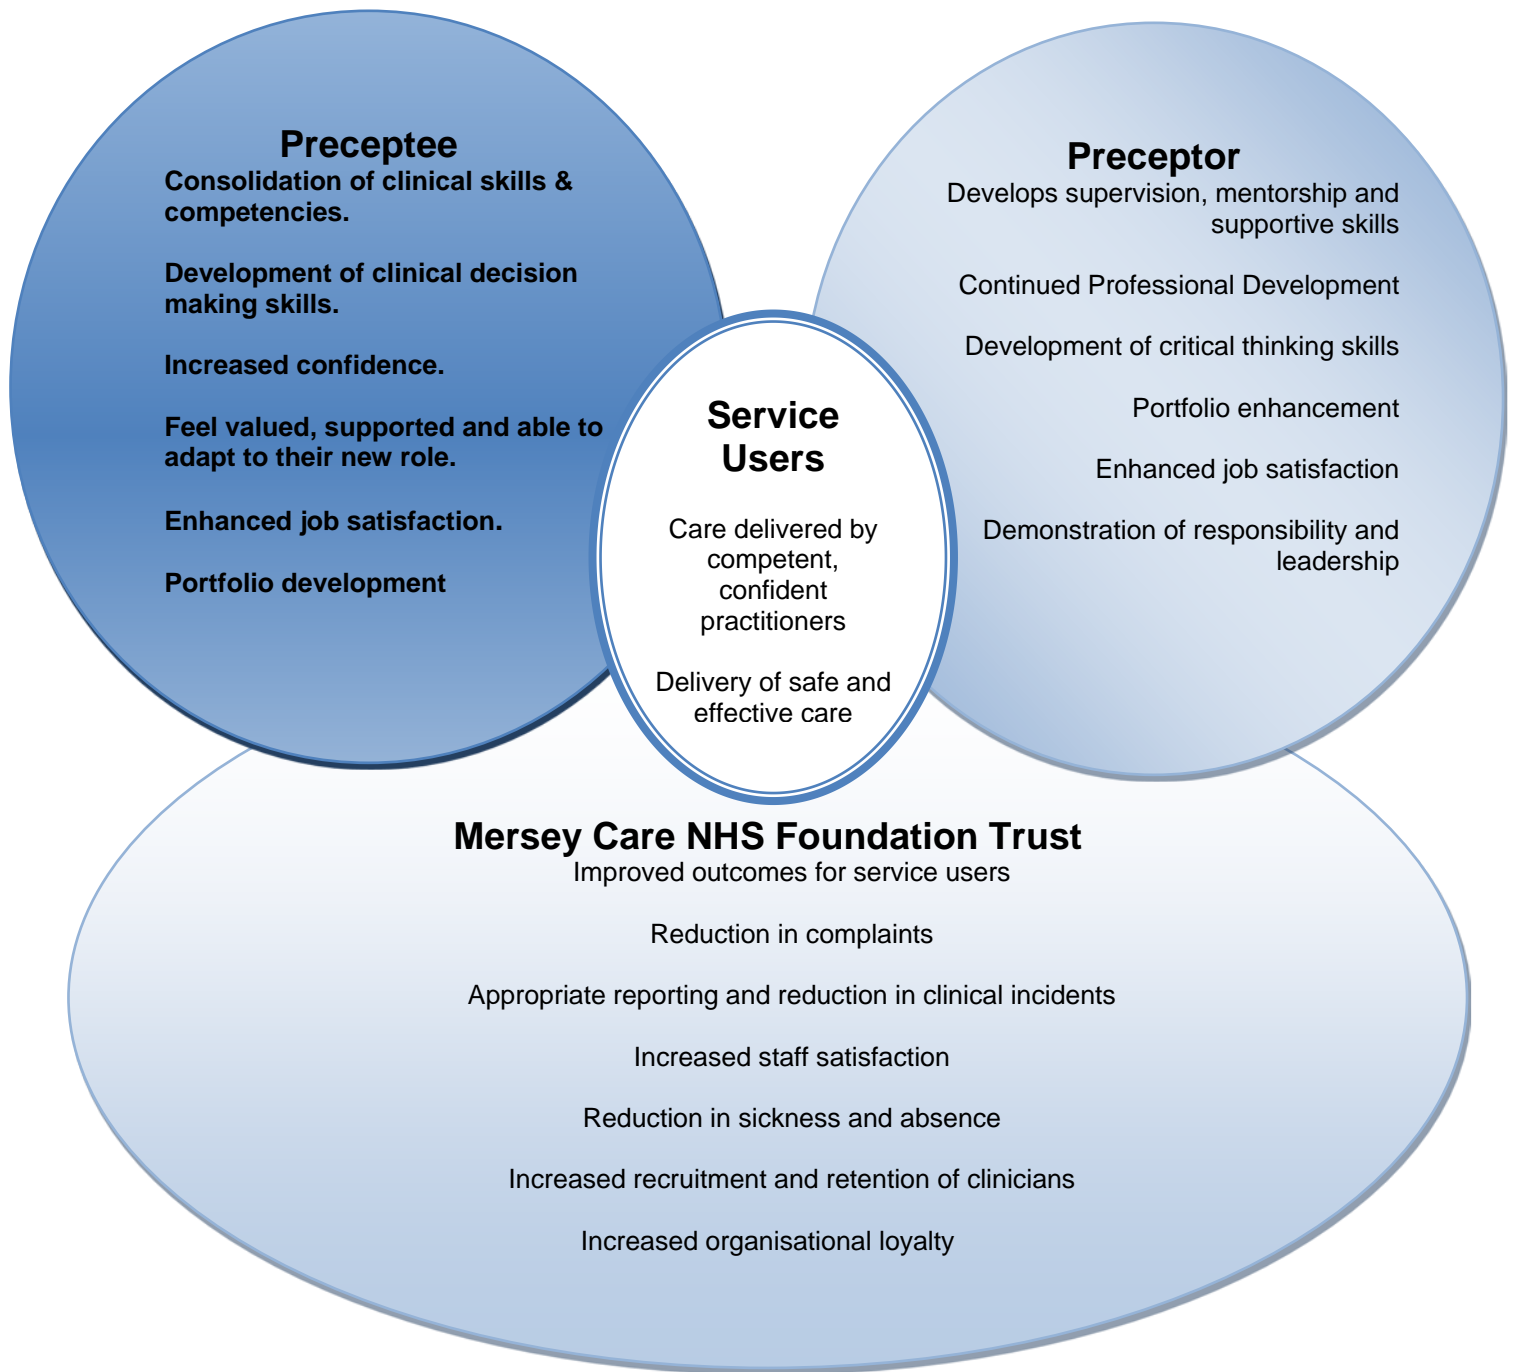 Preceptee
Consolidation of clinical skills &
competencies.
Development of clinical decision
making skills.
Increased confidence.
Feel valued, supported and able to
adapt to their new role.
Enhanced job satisfaction.
Portfolio development
Preceptor
Develops supervision, mentorship and
supportive skills
Continued Professional Development
Development of critical thinking skills
Portfolio enhancement
Enhanced job satisfaction
Demonstration of responsibility and
leadership
Service
Users
Care delivered by
competent,
confident
practitioners
Delivery of safe and
effective care
Mersey Care NHS Foundation Trust
Improved outcomes for service users
Reduction in complaints
Appropriate reporting and reduction in clinical incidents
Increased staff satisfaction
Reduction in sickness and absence
Increased recruitment and retention of clinicians
Increased organisational loyalty